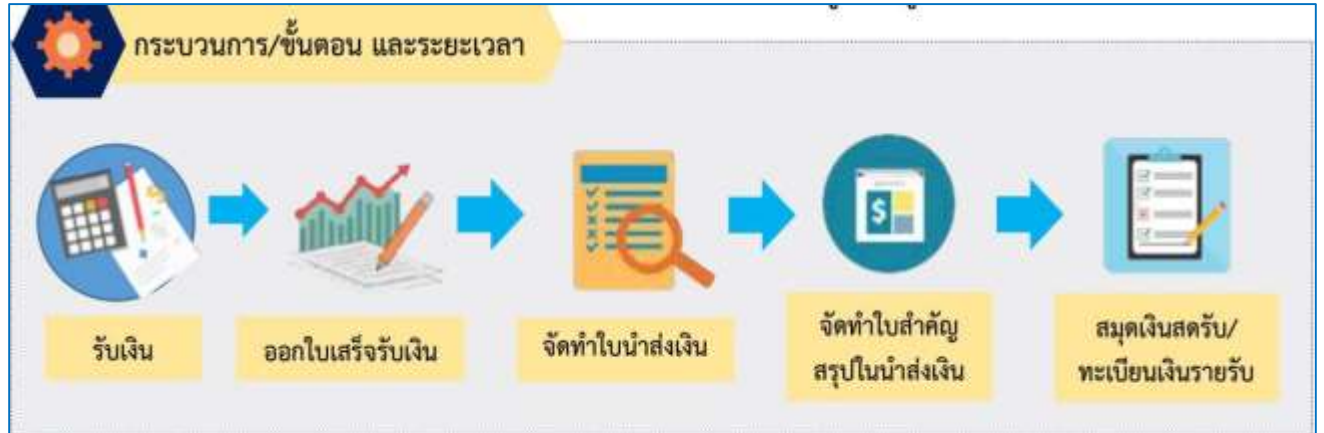 กระบวนการ/ขั้นตอน และระยะเวลา
รับเงิน
ออกใบเสร็จรับเงิน
จัดทำใบนำส่งเงิน
จัดทำใบสำคัญ
สรุปในนำส่งเงิน
สมุดเงินสดรับ/
ทะเบียนเงินรายรับ